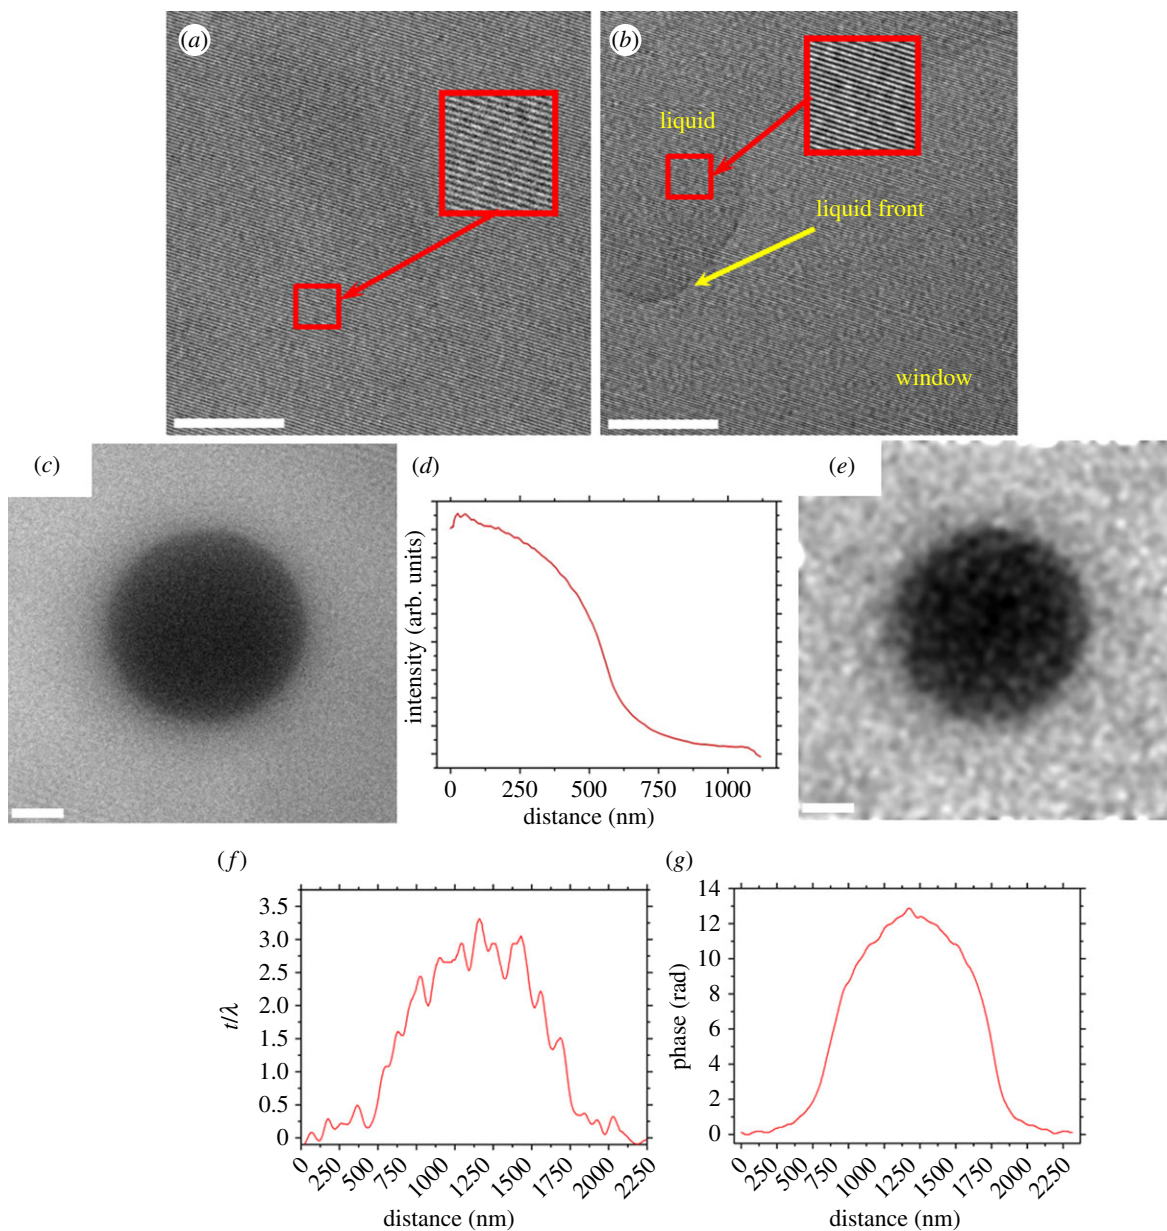 (a)
(b)
liquid
liquid front
window
(c)
(d)
intensity (arb. units)
0 250 500 750 1000
distance (nm)
(e)
(f)
t/λ
3.5
3.0
2.5
2.0
1.5
1.0
0.5
0
0 250 500 750 1000 1250 1500 1750 2000 2250
distance (nm)
(g)
phase (rad)
14
12
10
8
6
4
2
0
0 250 500 750 1000 1250 1500 1750 2000 2250
distance (nm)